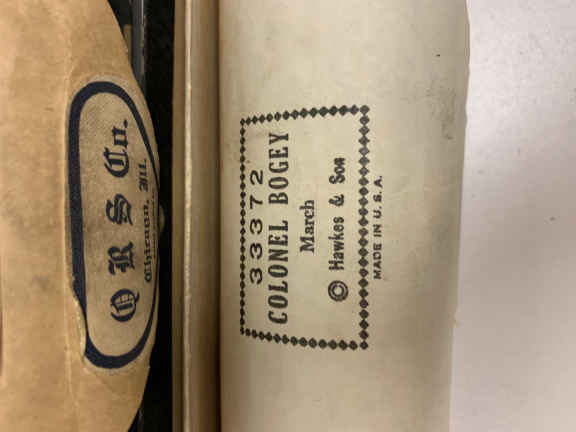 Q R S Co.
Chicago, Ill.
33372
COLONEL BOGEY
March
© Hawkes & Son
MADE IN U.S.A.